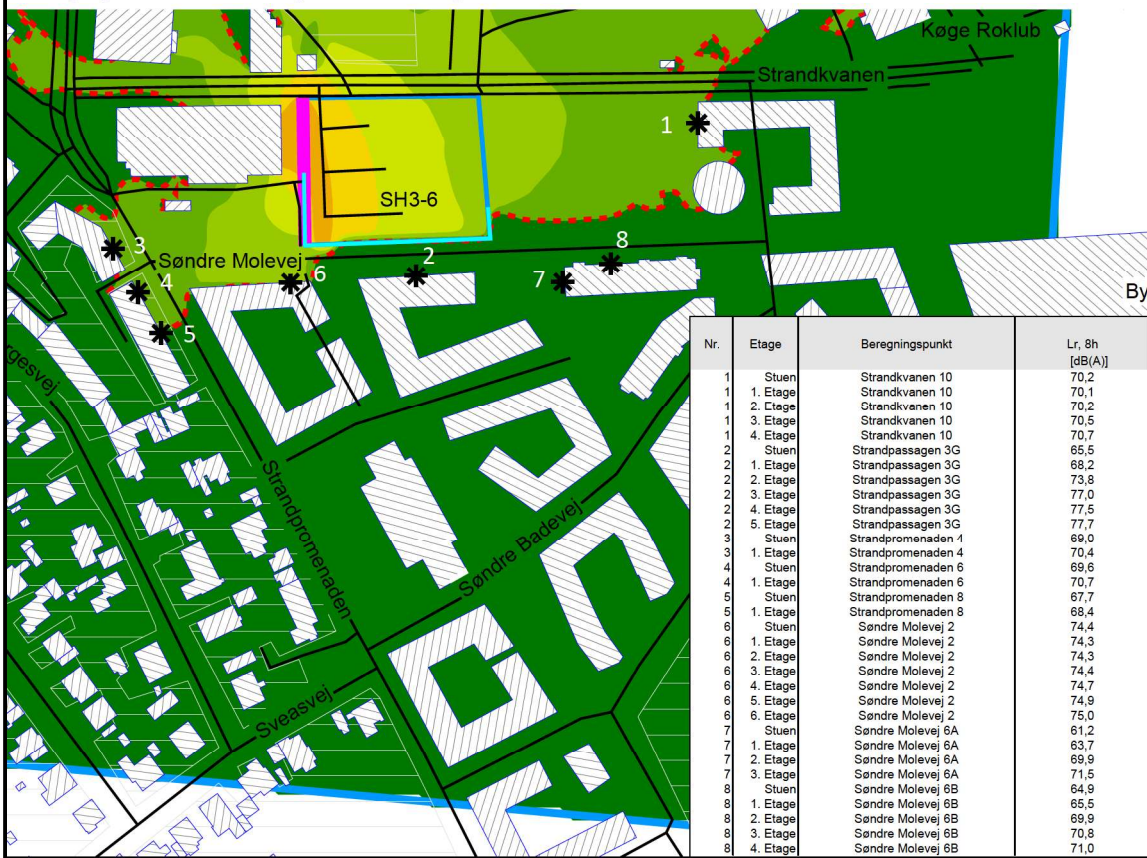 Køge Roklub
Strandkvanen
1
SH3-6
3
Søndre Molevej
8
4
6
2
7
5
By
rgesvej
Strandpromenaden
Søndre Badevej
Sveasvej
Nr. Etage Beregningspunkt Lr, 8h
[dB(A)]
1 Stuen Strandkvanen 10 70,2
1 1. Etage Strandkvanen 10 70,1
1 2. Etage Strandkvanen 10 70,2
1 3. Etage Strandkvanen 10 70,5
1 4. Etage Strandkvanen 10 70,7
2 Stuen Strandpassagen 3G 65,5
2 1. Etage Strandpassagen 3G 68,2
2 2. Etage Strandpassagen 3G 73,8
2 3. Etage Strandpassagen 3G 77,0
2 4. Etage Strandpassagen 3G 77,5
2 5. Etage Strandpassagen 3G 77,7
3 Stuen Strandpromenaden 4 69,0
3 1. Etage Strandpromenaden 4 70,4
4 Stuen Strandpromenaden 6 69,6
4 1. Etage Strandpromenaden 6 70,7
5 Stuen Strandpromenaden 8 67,7
5 1. Etage Strandpromenaden 8 68,4
6 Stuen Søndre Molevej 2 74,4
6 1. Etage Søndre Molevej 2 74,3
6 2. Etage Søndre Molevej 2 74,3
6 3. Etage Søndre Molevej 2 74,4
6 4. Etage Søndre Molevej 2 74,7
6 5. Etage Søndre Molevej 2 74,9
6 6. Etage Søndre Molevej 2 75,0
7 Stuen Søndre Molevej 6A 61,2
7 1. Etage Søndre Molevej 6A 63,7
7 2. Etage Søndre Molevej 6A 69,9
7 3. Etage Søndre Molevej 6A 71,5
8 Stuen Søndre Molevej 6B 64,9
8 1. Etage Søndre Molevej 6B 65,5
8 2. Etage Søndre Molevej 6B 69,9
8 3. Etage Søndre Molevej 6B 70,8
8 4. Etage Søndre Molevej 6B 71,0